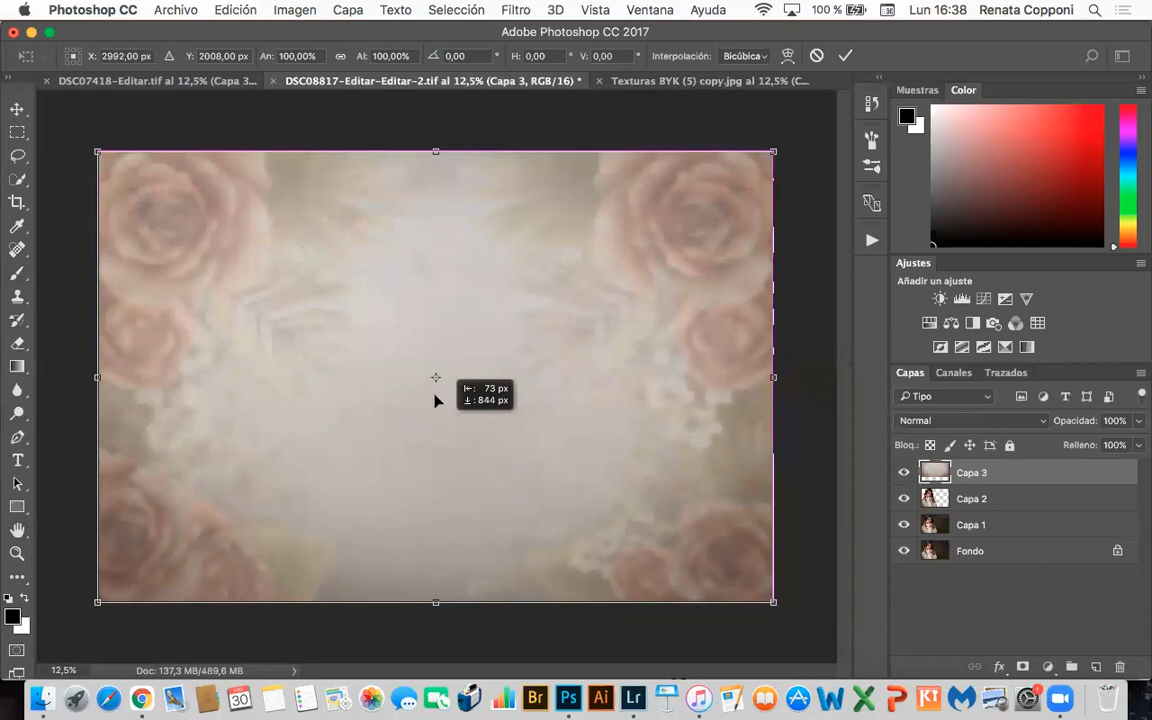 Photoshop CC Archivo Edición Imagen Capa Texto Selección Filtro 3D Vista Ventana Ayuda 100 % Lun 16:38 Renata Copponi
Adobe Photoshop CC 2017
X: 2992,00 px Y: 2008,00 px An: 100,00% Al: 100,00% 0,00 ° H: 0,00 ° V: 0,00 ° Interpolación: Bicúbica
DSC07418-Editar.tif al 12,5% (Capa 3... DSC08817-Editar-Editar-2.tif al 12,5% (Capa 3, RGB/16) * Texturas BYK (5) copy.jpg al 12,5% (C...
Muestras Color
Ajustes
Añadir un ajuste
Capas Canales Trazados
Tipo
Normal Opacidad: 100%
Bloq.: Relleno: 100%
Capa 3
Capa 2
Capa 1
Fondo
73 px
844 px
12,5% Doc: 137,3 MB/489,6 MB